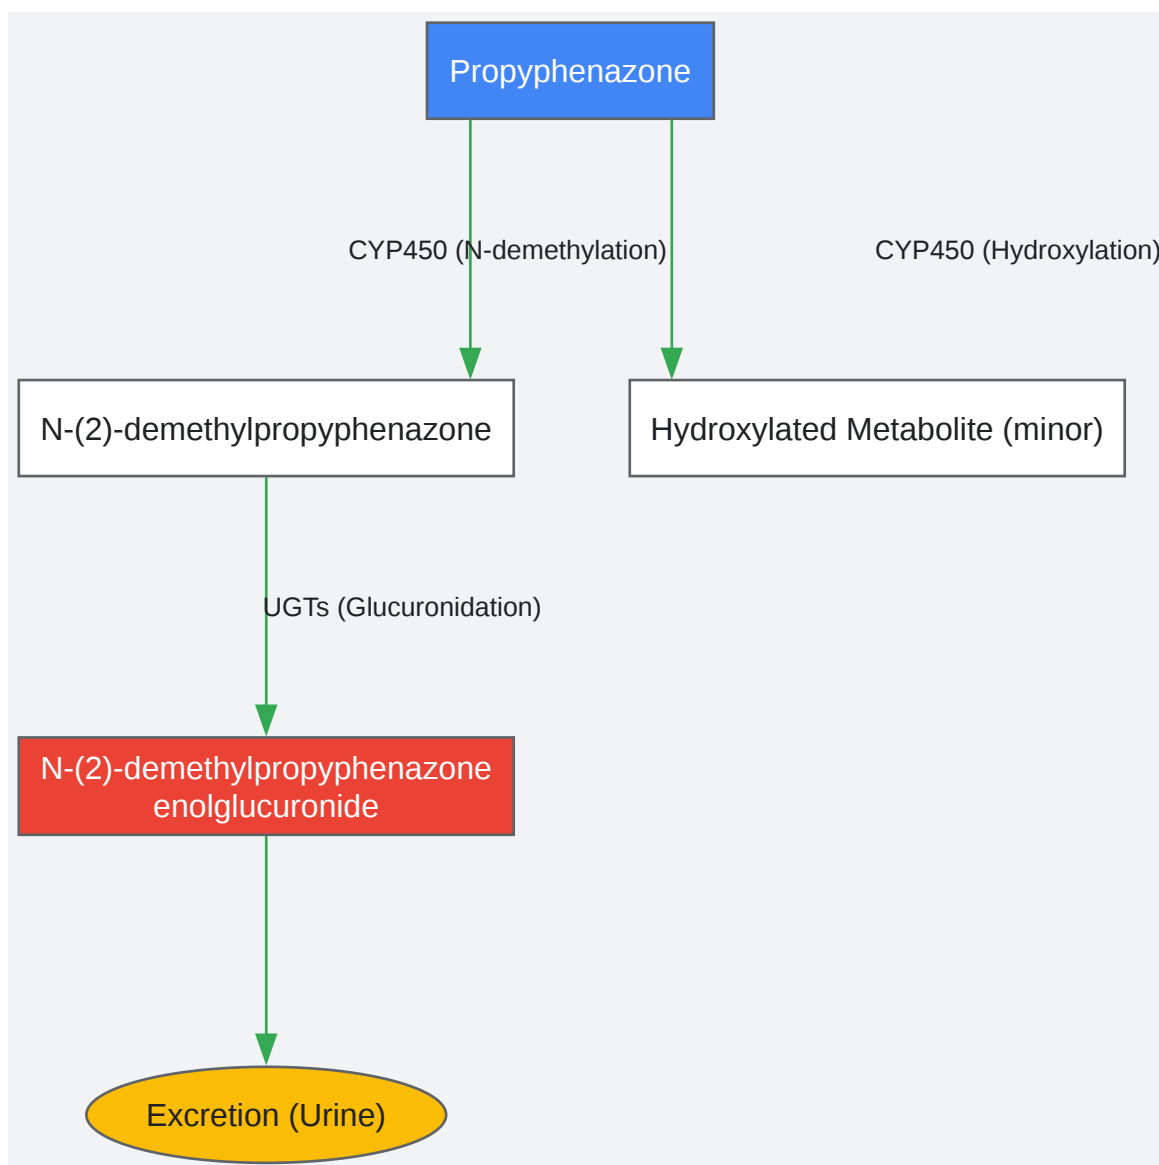 Propyphenazone
CYP450 (N-demethylation)
CYP450 (Hydroxylation)
N-(2)-demethylpropyphenazone
Hydroxylated Metabolite (minor)
UGTs (Glucuronidation)
N-(2)-demethylpropyphenazone
enolglucuronide
Excretion (Urine)